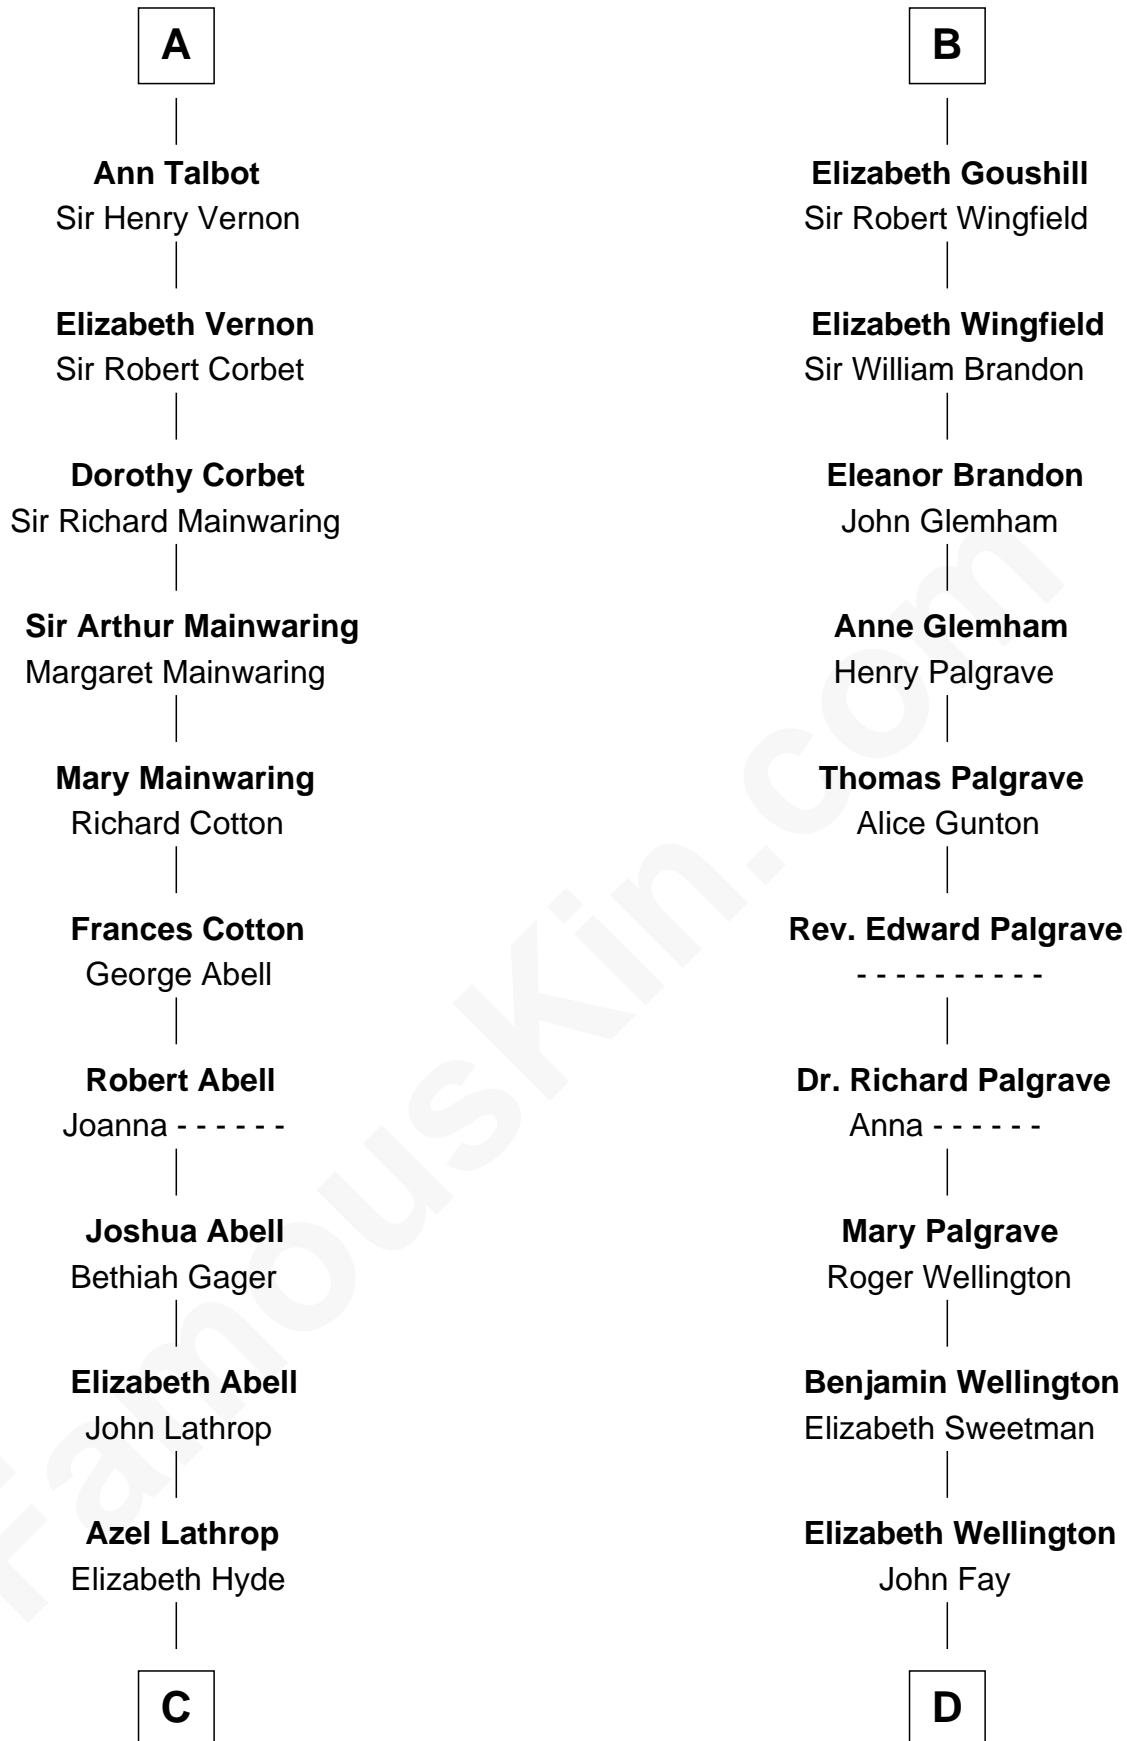 A
Ann Talbot
Sir Henry Vernon
Elizabeth Vernon
Sir Robert Corbet
Dorothy Corbet
Sir Richard Mainwaring
Sir Arthur Mainwaring
Margaret Mainwaring
Mary Mainwaring
Richard Cotton
Frances Cotton
George Abell
Robert Abell
Joanna - - - - - -
Joshua Abell
Bethiah Gager
Elizabeth Abell
John Lathrop
Azel Lathrop
Elizabeth Hyde
C
B
Elizabeth Goushill
Sir Robert Wingfield
Elizabeth Wingfield
Sir William Brandon
Eleanor Brandon
John Glemham
Anne Glemham
Henry Palgrave
Thomas Palgrave
Alice Gunton
Rev. Edward Palgrave
- - - - - - - - - -
Dr. Richard Palgrave
Anna - - - - - -
Mary Palgrave
Roger Wellington
Benjamin Wellington
Elizabeth Sweetman
Elizabeth Wellington
John Fay
D
FamousKin.com